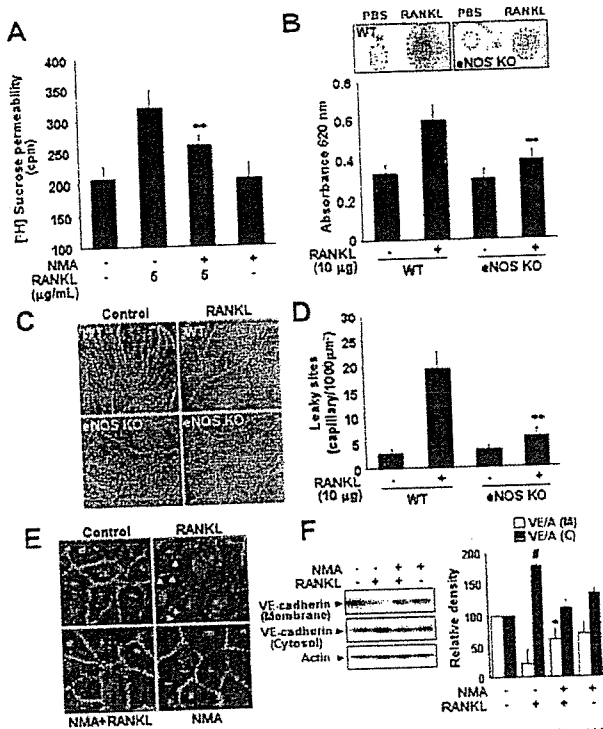 A
[³H] Sucrose permeability
(cpm)
400
350
300
250
200
150
100
**
NMA - - + +
RANKL - 5 5 -
(μg/mL)
B
PBS RANKL PBS RANKL
WT
eNOS KO
Absorbance 620 nm
0.8
0.6
0.4
0.2
0
**
RANKL - + - +
(10 μg)
WT eNOS KO
C
Control RANKL
WT WT
eNOS KO eNOS KO
D
Leaky sites
(capillary/1000μm⁻²)
30
25
20
15
10
5
0
**
RANKL - + - +
(10 μg)
WT eNOS KO
E
Control RANKL
NMA+RANKL NMA
F
NMA - - + +
RANKL - + + -
VE-cadherin
(Membrane)
VE-cadherin
(Cytosol)
Actin
VE/A (M)
VE/A (C)
Relative density
200
150
100
50
0
#
*
NMA - - + +
RANKL - + + -